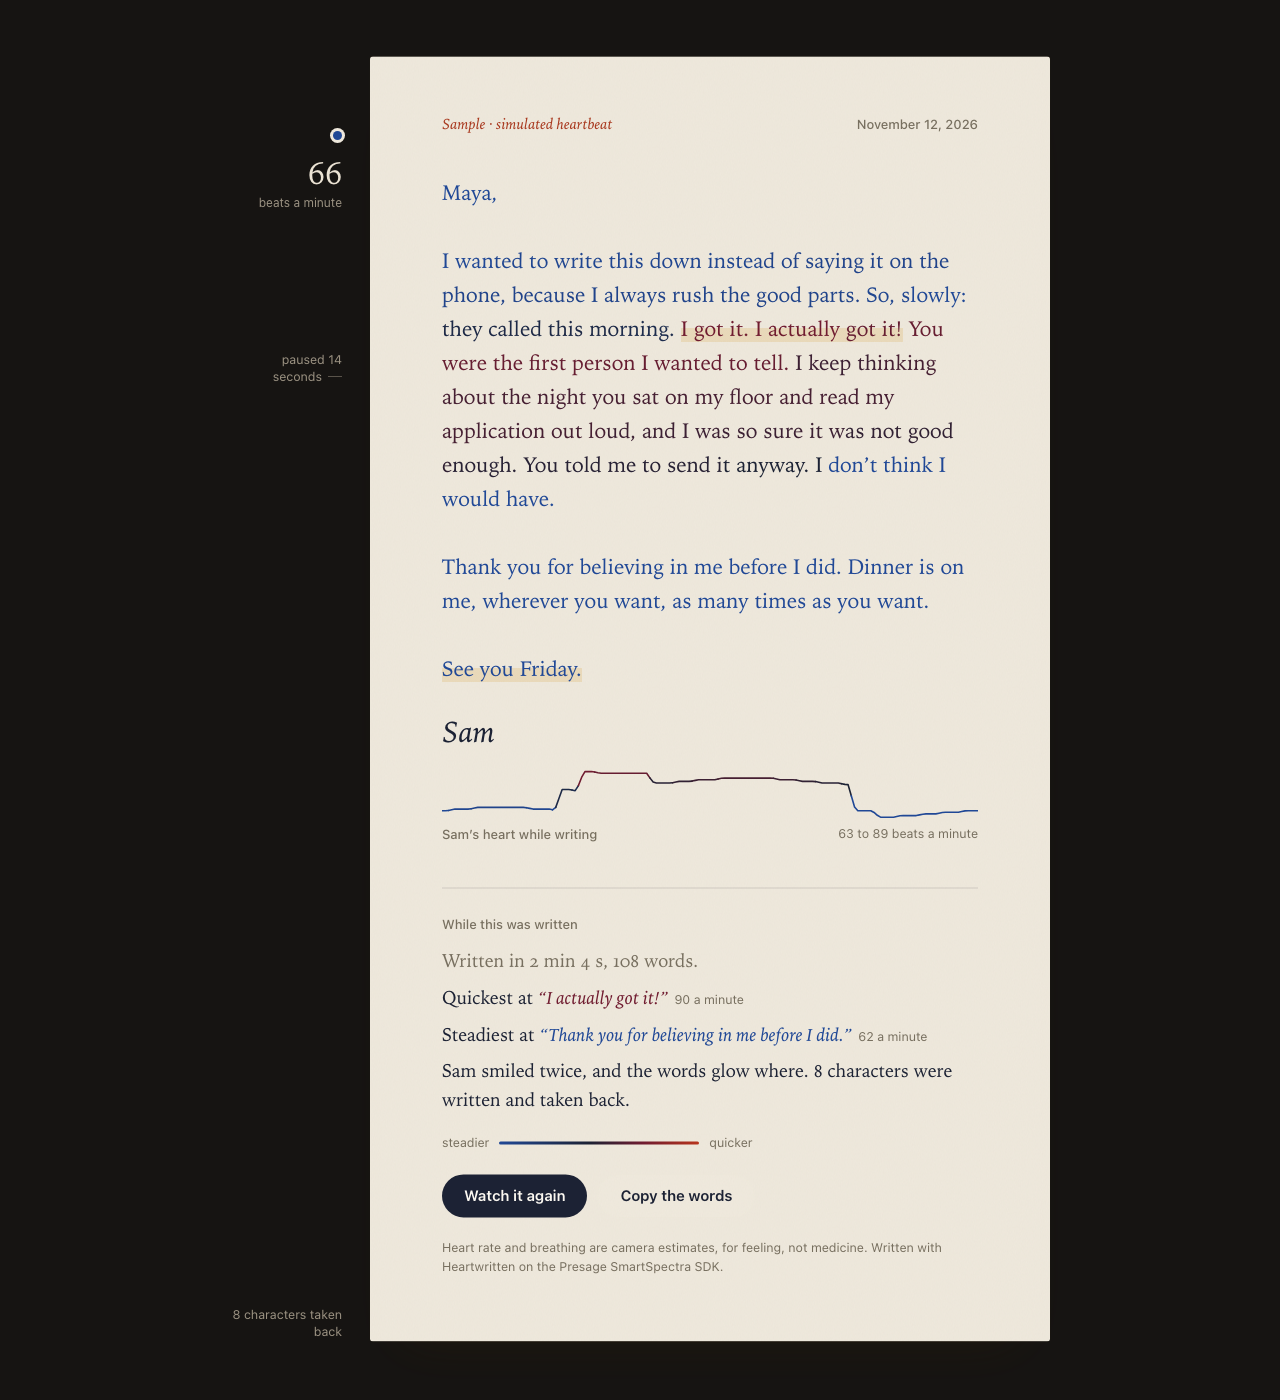 Sample · simulated heartbeat
November 12, 2026
66
beats a minute
Maya,
I wanted to write this down instead of saying it on the
phone, because I always rush the good parts. So, slowly:
they called this morning. I got it. I actually got it! You
were the first person I wanted to tell. I keep thinking
about the night you sat on my floor and read my
application out loud, and I was so sure it was not good
enough. You told me to send it anyway. I don’t think I
would have.
paused 14
seconds —
Thank you for believing in me before I did. Dinner is on
me, wherever you want, as many times as you want.
See you Friday.
Sam
Sam’s heart while writing
63 to 89 beats a minute
While this was written
Written in 2 min 4 s, 108 words.
Quickest at “I actually got it!” 90 a minute
Steadiest at “Thank you for believing in me before I did.” 62 a minute
Sam smiled twice, and the words glow where. 8 characters were
written and taken back.
steadier
quicker
Watch it again
Copy the words
Heart rate and breathing are camera estimates, for feeling, not medicine. Written with
Heartwritten on the Presage SmartSpectra SDK.
8 characters taken
back